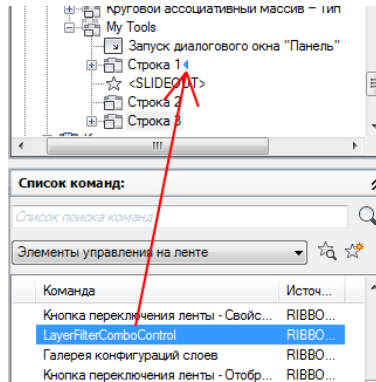 Круговой ассоциативный массив – Тип
My Tools
Запуск диалогового окна "Панель"
Строка 1
<SLIDEOUT>
Строка 2
Строка 3
Список команд:
Список поиска команд
Элементы управления на ленте
Команда Источ...
Кнопка переключения ленты - Свойс... RIBBO...
LayerFilterComboControl RIBBO...
Галерея конфигураций слоев RIBBO...
Кнопка переключения ленты - Отобр... RIBBO...